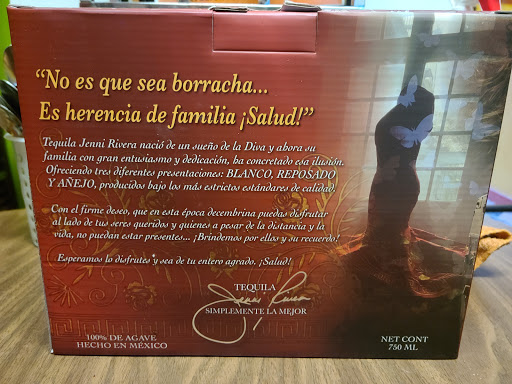 “No es que sea borracha...
Es herencia de familia ¡Salud!”
Tequila Jenni Rivera nació de un sueño de la Diva y ahora su
familia con gran entusiasmo y dedicación, ha concretado esa ilusión.
Ofreciendo tres diferentes presentaciones: BLANCO, REPOSADO
Y AÑEJO, producidos bajo los más estrictos estándares de calidad.
Con el firme deseo, que en esta época decembrina puedas disfrutar
al lado de tus seres queridos y quienes a pesar de la distancia y la
vida, no puedan estar presentes... ¡Brindemos por ellos y su recuerdo!
Esperamos lo disfrutes y sea de tu entero agrado. ¡Salud!
TEQUILA
Jenni Rivera
SIMPLEMENTE LA MEJOR
100% DE AGAVE
HECHO EN MÉXICO
NET CONT
750 ML